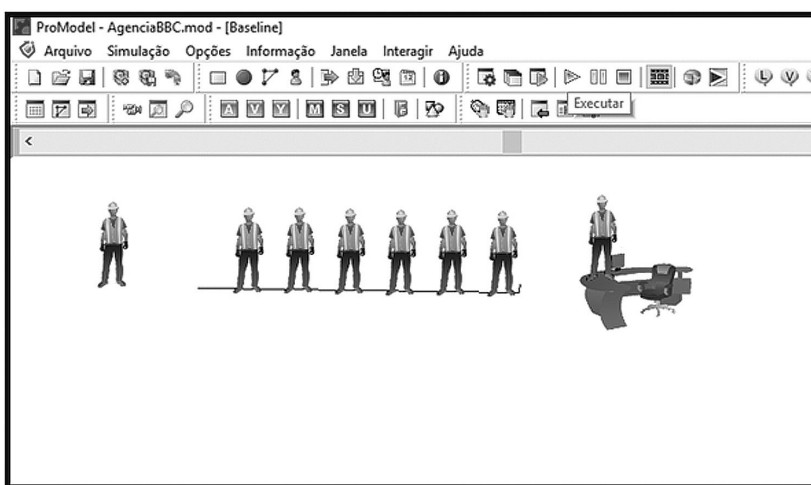 ProModel - AgenciaBBC.mod - [Baseline]
Arquivo Simulação Opções Informação Janela Interagir Ajuda
L V
A V Y M S U
Executar
<